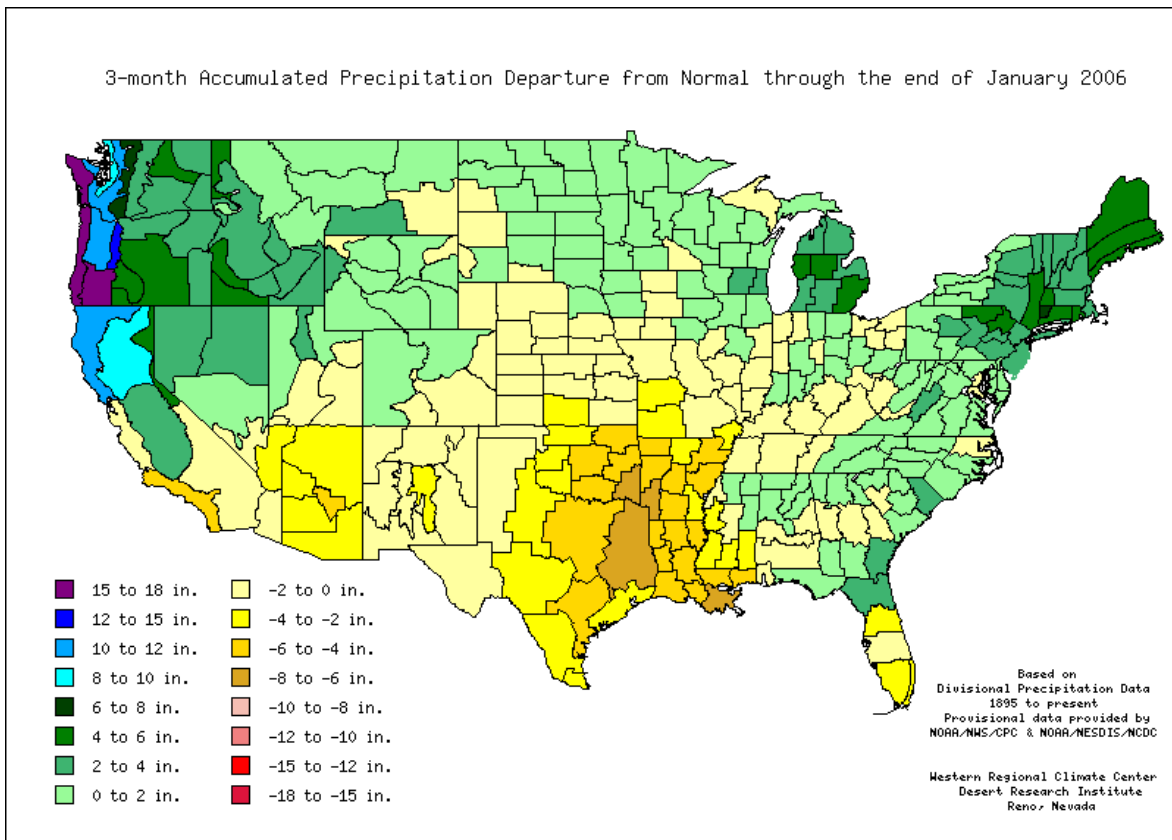 3-month Accumulated Precipitation Departure from Normal through the end of January 2006
15 to 18 in.
12 to 15 in.
10 to 12 in.
8 to 10 in.
6 to 8 in.
4 to 6 in.
2 to 4 in.
0 to 2 in.
-2 to 0 in.
-4 to -2 in.
-6 to -4 in.
-8 to -6 in.
-10 to -8 in.
-12 to -10 in.
-15 to -12 in.
-18 to -15 in.
Based on
Divisional Precipitation Data
1895 to present
Provisional data provided by
NOAA/NWS/CPC & NOAA/NESDIS/NCDC
Western Regional Climate Center
Desert Research Institute
Reno, Nevada